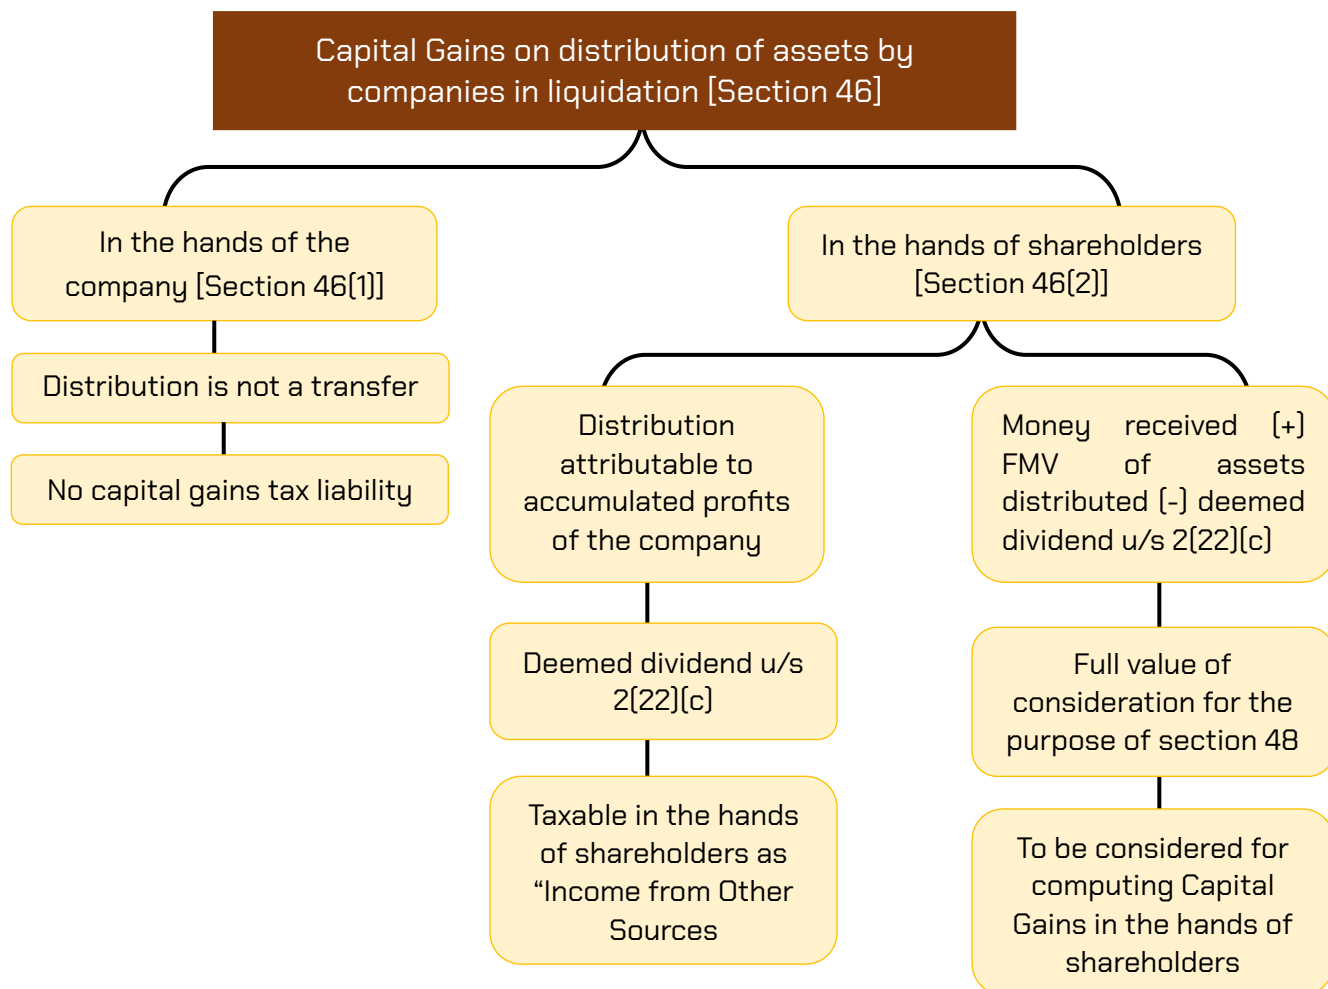 Capital Gains on distribution of assets by
companies in liquidation [Section 46]
In the hands of the
company [Section 46(1)]
Distribution is not a transfer
No capital gains tax liability
In the hands of shareholders
[Section 46(2)]
Distribution
attributable to
accumulated profits
of the company
Deemed dividend u/s
2(22)(c)
Taxable in the hands
of shareholders as
“Income from Other
Sources
Money received (+)
FMV of assets
distributed (-) deemed
dividend u/s 2(22)(c)
Full value of
consideration for the
purpose of section 48
To be considered for
computing Capital
Gains in the hands of
shareholders